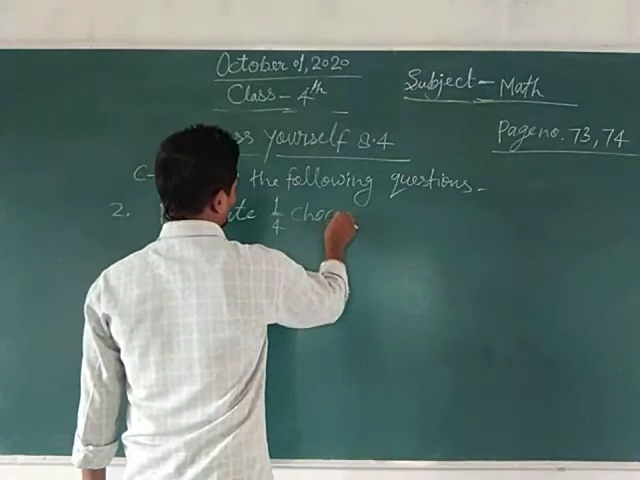 October 01, 2020
Subject - Math
Class - 4th
Page no. 73, 74
yourself 8.4
C- the following questions.
2. 1/4